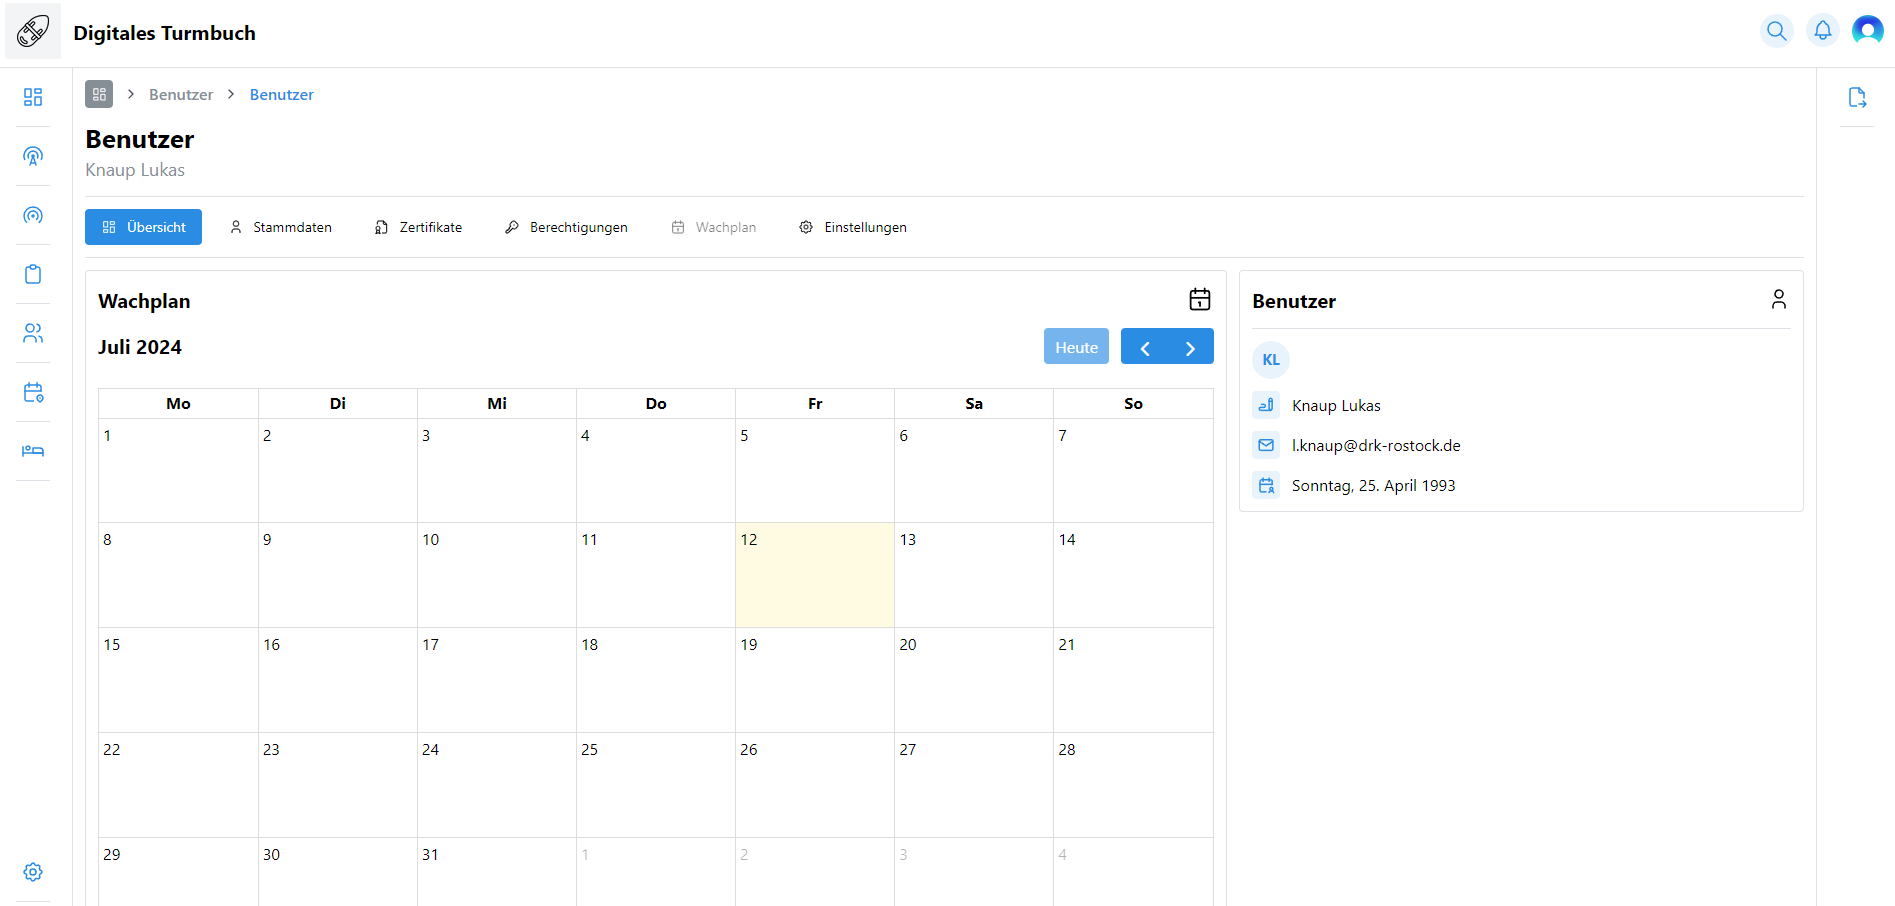 Digitales Turmbuch
Benutzer > Benutzer
Benutzer
Knaup Lukas
Übersicht Stammdaten Zertifikate Berechtigungen Wachplan Einstellungen
Wachplan
Juli 2024 Heute
Mo Di Mi Do Fr Sa So
1 2 3 4 5 6 7
8 9 10 11 12 13 14
15 16 17 18 19 20 21
22 23 24 25 26 27 28
29 30 31 1 2 3 4
Benutzer
KL
Knaup Lukas
l.knaup@drk-rostock.de
Sonntag, 25. April 1993